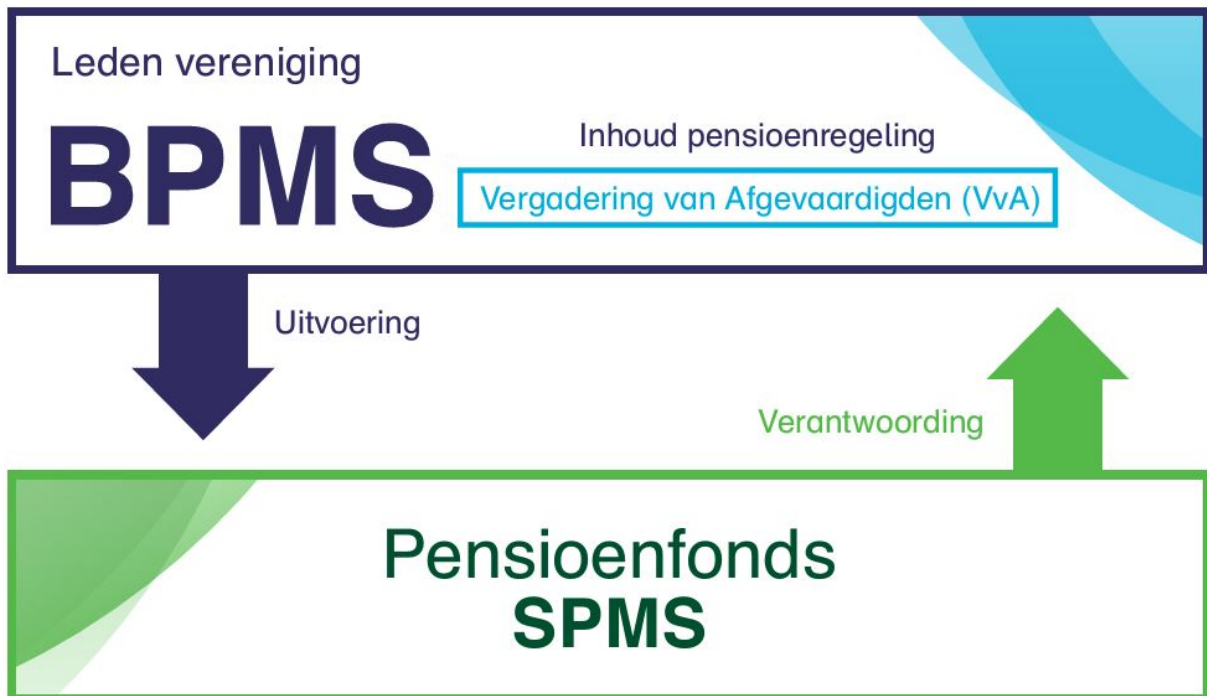 Leden vereniging
BPMS
Inhoud pensioenregeling
Vergadering van Afgevaardigden (VvA)
Uitvoering
Verantwoording
Pensioenfonds
SPMS